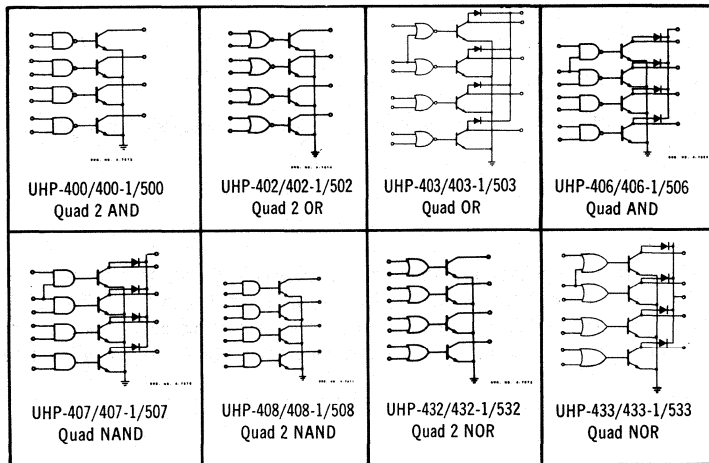 UHP-400/400-1/500
Quad 2 AND
UHP-402/402-1/502
Quad 2 OR
UHP-403/403-1/503
Quad OR
UHP-406/406-1/506
Quad AND
UHP-407/407-1/507
Quad NAND
UHP-408/408-1/508
Quad 2 NAND
UHP-432/432-1/532
Quad 2 NOR
UHP-433/433-1/533
Quad NOR